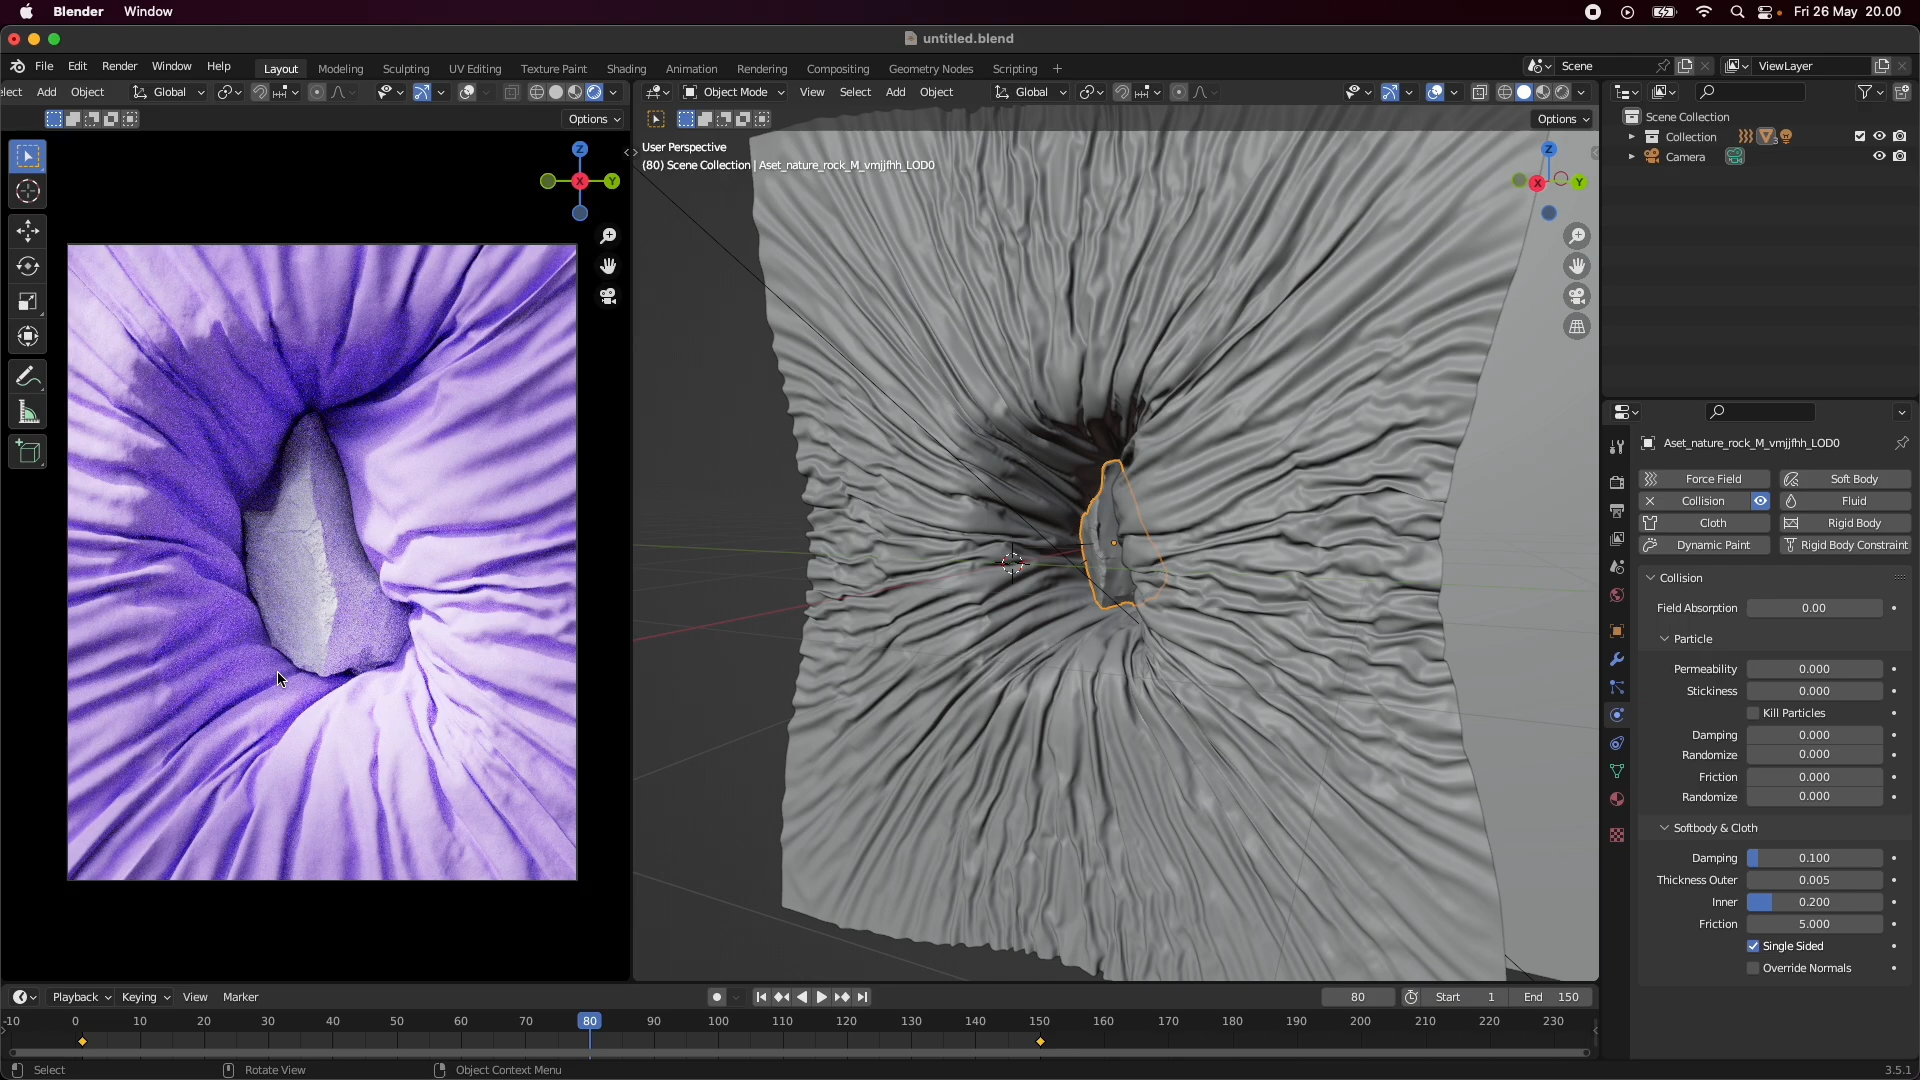 Blender Window Fri 26 May 20.00
untitled.blend
File Edit Render Window Help Layout Modeling Sculpting UV Editing Texture Paint Shading Animation Rendering Compositing Geometry Nodes Scripting + Scene ViewLayer
lect Add Object Global Object Mode View Select Add Object Global
Options Options
Scene Collection
Collection
Camera
Z
X
Y
User Perspective
(80) Scene Collection | Aset_nature_rock_M_vmjjfhh_LOD0
Z
X
Y
Aset_nature_rock_M_vmjjfhh_LOD0
Force Field Soft Body
Collision Fluid
Cloth Rigid Body
Dynamic Paint Rigid Body Constraint
Collision
Field Absorption 0.00
Particle
Permeability 0.000
Stickiness 0.000
Kill Particles
Damping 0.000
Randomize 0.000
Friction 0.000
Randomize 0.000
Softbody & Cloth
Damping 0.100
Thickness Outer 0.005
Inner 0.200
Friction 5.000
Single Sided
Override Normals
Playback Keying View Marker 80 Start 1 End 150
-10 0 10 20 30 40 50 60 70 80 90 100 110 120 130 140 150 160 170 180 190 200 210 220 230
Select Rotate View Object Context Menu 3.5.1